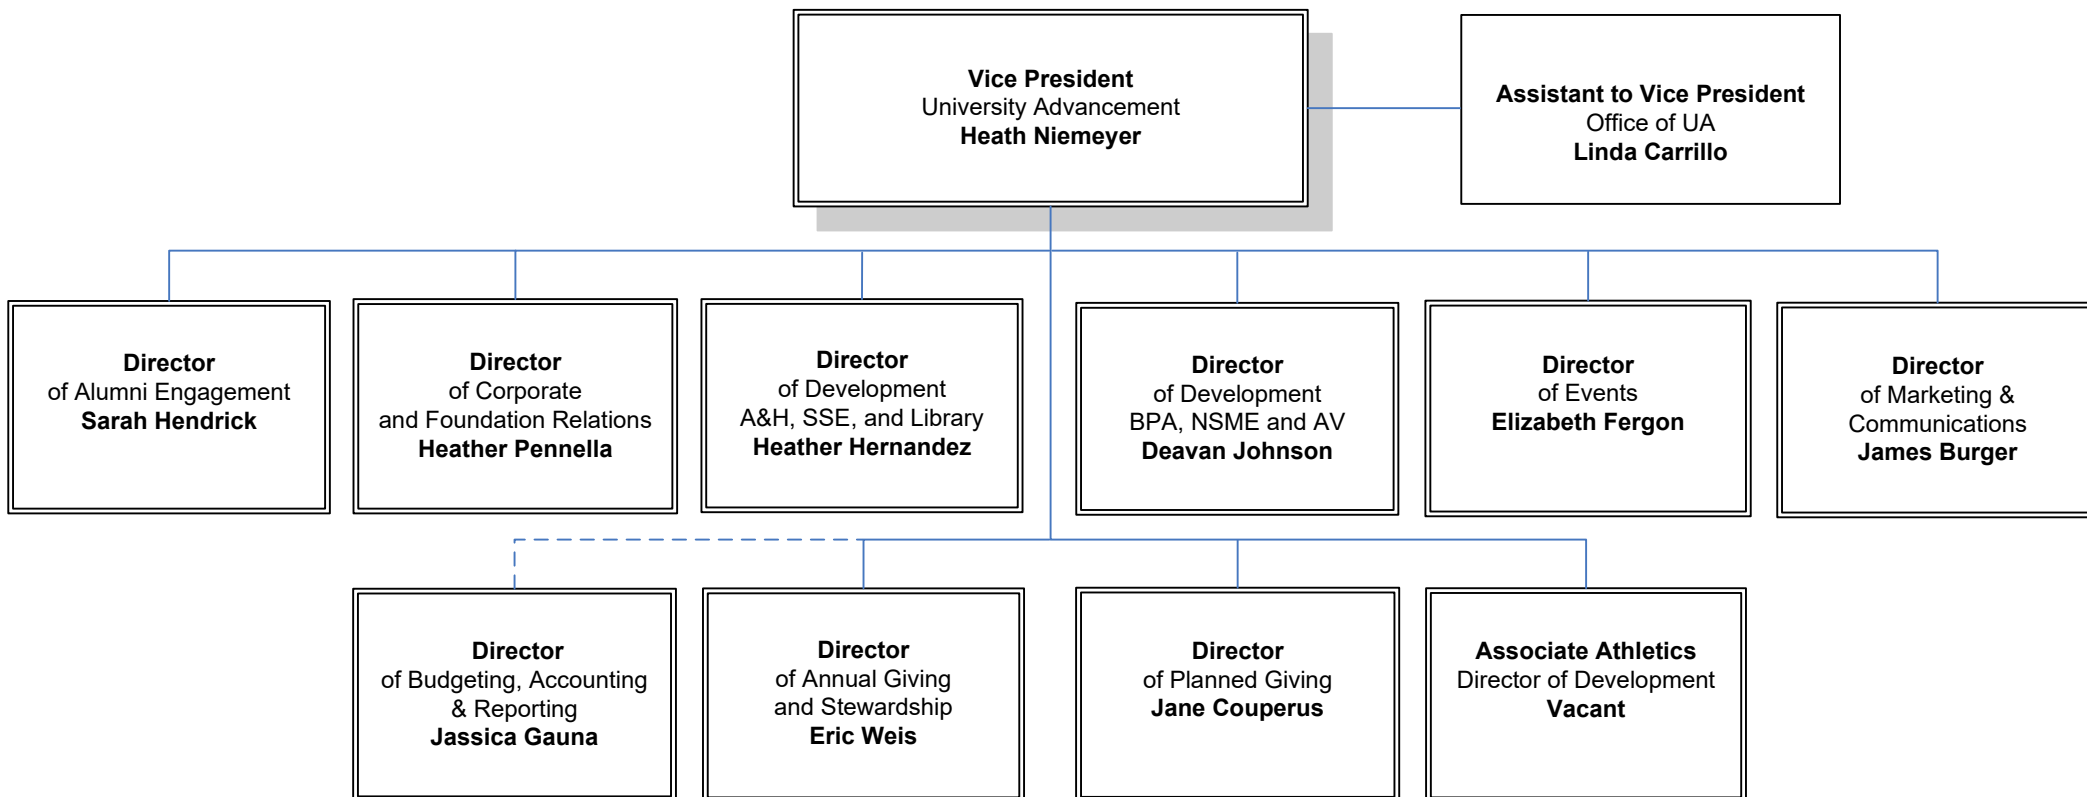 Vice President
University Advancement
Heath Niemeyer
Assistant to Vice President
Office of UA
Linda Carrillo
Director
of Alumni Engagement
Sarah Hendrick
Director
of Corporate
and Foundation Relations
Heather Pennella
Director
of Development
A&H, SSE, and Library
Heather Hernandez
Director
of Development
BPA, NSME and AV
Deavan Johnson
Director
of Events
Elizabeth Fergon
Director
of Marketing &
Communications
James Burger
Director
of Budgeting, Accounting
& Reporting
Jassica Gauna
Director
of Annual Giving
and Stewardship
Eric Weis
Director
of Planned Giving
Jane Couperus
Associate Athletics
Director of Development
Vacant